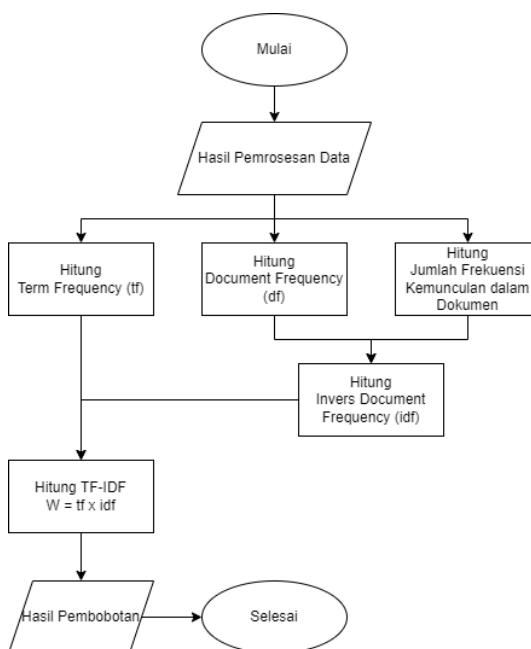 Mulai
Hasil Pemrosesan Data
Hitung
Term Frequency (tf)
Hitung
Document Frequency
(df)
Hitung
Jumlah Frekuensi
Kemunculan dalam
Dokumen
Hitung
Invers Document
Frequency (idf)
Hitung TF-IDF
W = tf x idf
Hasil Pembobotan
Selesai